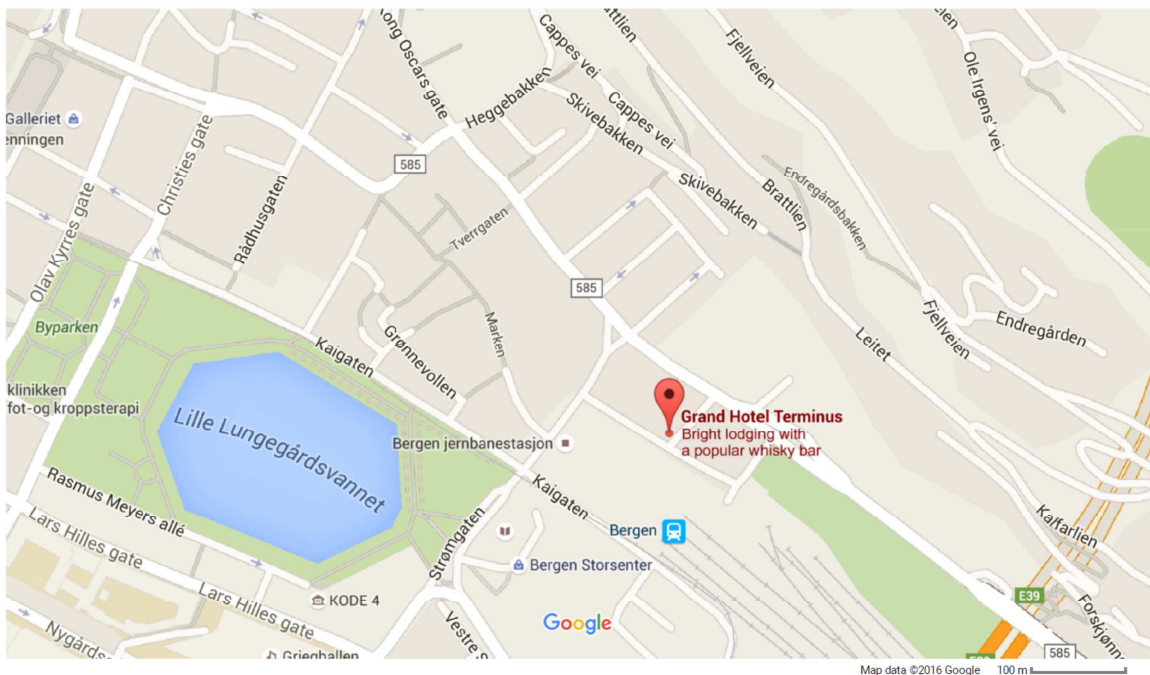 Kong Oscars gate
Cappes vei
Brattlien
Fjellveien
Ole Irgens' vei
Heggebakken
Skivebakken
Cappes vei
Galleriet
enningen
Christies gate
585
Skivebakken
Brattlien
Endregårdsbakken
Olav Kyrres gate
Rådhusgaten
Tverrgaten
585
Fjellveien
Endregården
Byparken
Kaigaten
Grønnevollen
Marken
Leitet
klinikken
fot-og kroppsterapi
Lille Lungegårdsvannet
Bergen jernbanestasjon
Grand Hotel Terminus
Bright lodging with
a popular whisky bar
Rasmus Meyers allé
Kaigaten
Kalfarlien
Lars Hilles gate
Strømgaten
Bergen
Bergen Storsenter
E39
KODE 4
Lars Hilles gate
Google
Vestre S
Nygårds
Grieghallen
585
Map data ©2016 Google 100 m